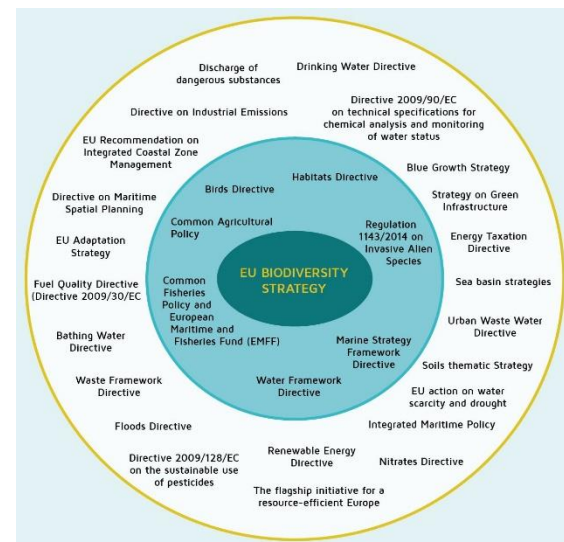 Discharge of
dangerous substances
Drinking Water Directive
Directive on Industrial Emissions
Directive 2009/90/EC
on technical specifications for
chemical analysis and monitoring
of water status
EU Recommendation on
Integrated Coastal Zone
Management
Blue Growth Strategy
Habitats Directive
Birds Directive
Directive on Maritime
Spatial Planning
Strategy on Green
Infrastructure
Common Agricultural
Policy
Regulation
1143/2014 on
Invasive Alien
Species
EU Adaptation
Strategy
Energy Taxation
Directive
EU BIODIVERSITY
STRATEGY
Fuel Quality Directive
(Directive 2009/30/EC
Common
Fisheries
Policy and
European
Maritime and
Fisheries Fund (EMFF)
Sea basin strategies
Urban Waste Water
Directive
Bathing Water
Directive
Marine Strategy
Framework
Directive
Soils thematic Strategy
Waste Framework
Directive
Water Framework
Directive
EU action on water
scarcity and drought
Floods Directive
Integrated Maritime Policy
Directive 2009/128/EC
on the sustainable use
of pesticides
Renewable Energy
Directive
Nitrates Directive
The flagship initiative for a
resource-efficient Europe